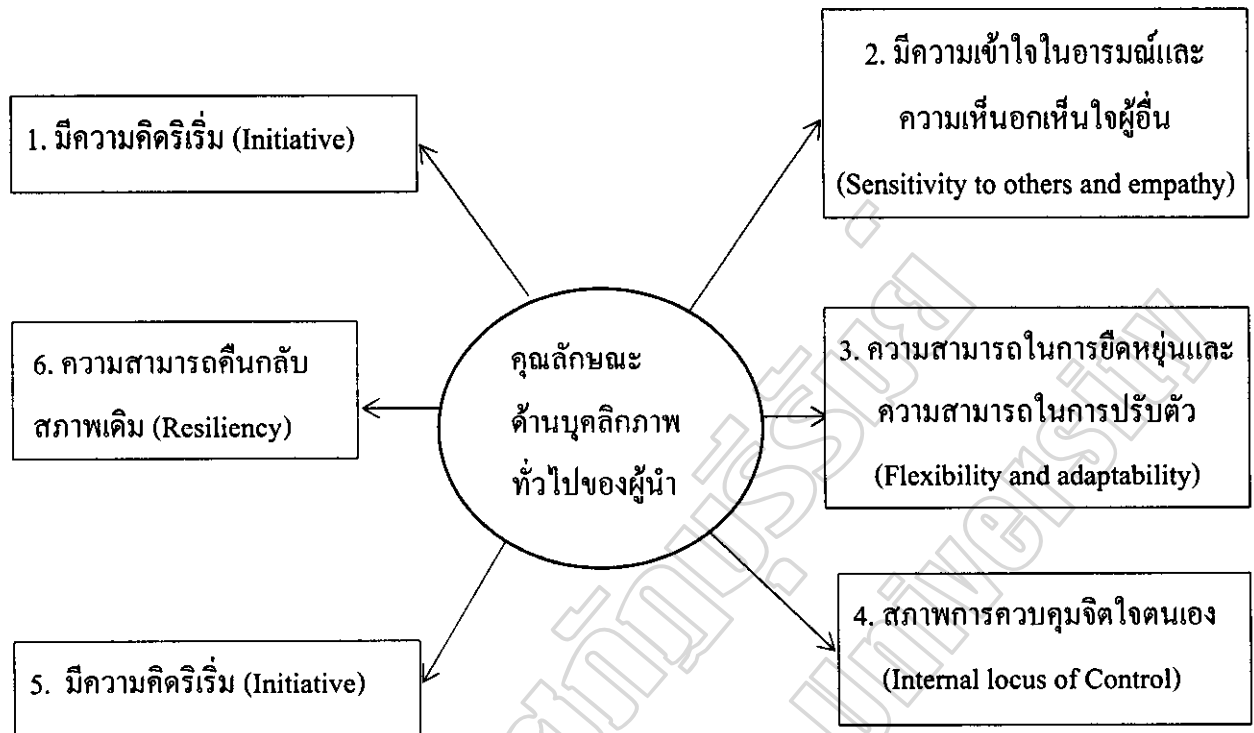 1. มีความคิดริเริ่ม (Initiative)
2. มีความเข้าใจในอารมณ์และ
ความเห็นอกเห็นใจผู้อื่น
(Sensitivity to others and empathy)
คุณลักษณะ
ด้านบุคลิกภาพ
ทั่วไปของผู้นำ
3. ความสามารถในการยืดหยุ่นและ
ความสามารถในการปรับตัว
(Flexibility and adaptability)
6. ความสามารถคืนกลับ
สภาพเดิม (Resiliency)
4. สภาพการควบคุมจิตใจตนเอง
(Internal locus of Control)
5. มีความคิดริเริ่ม (Initiative)
University